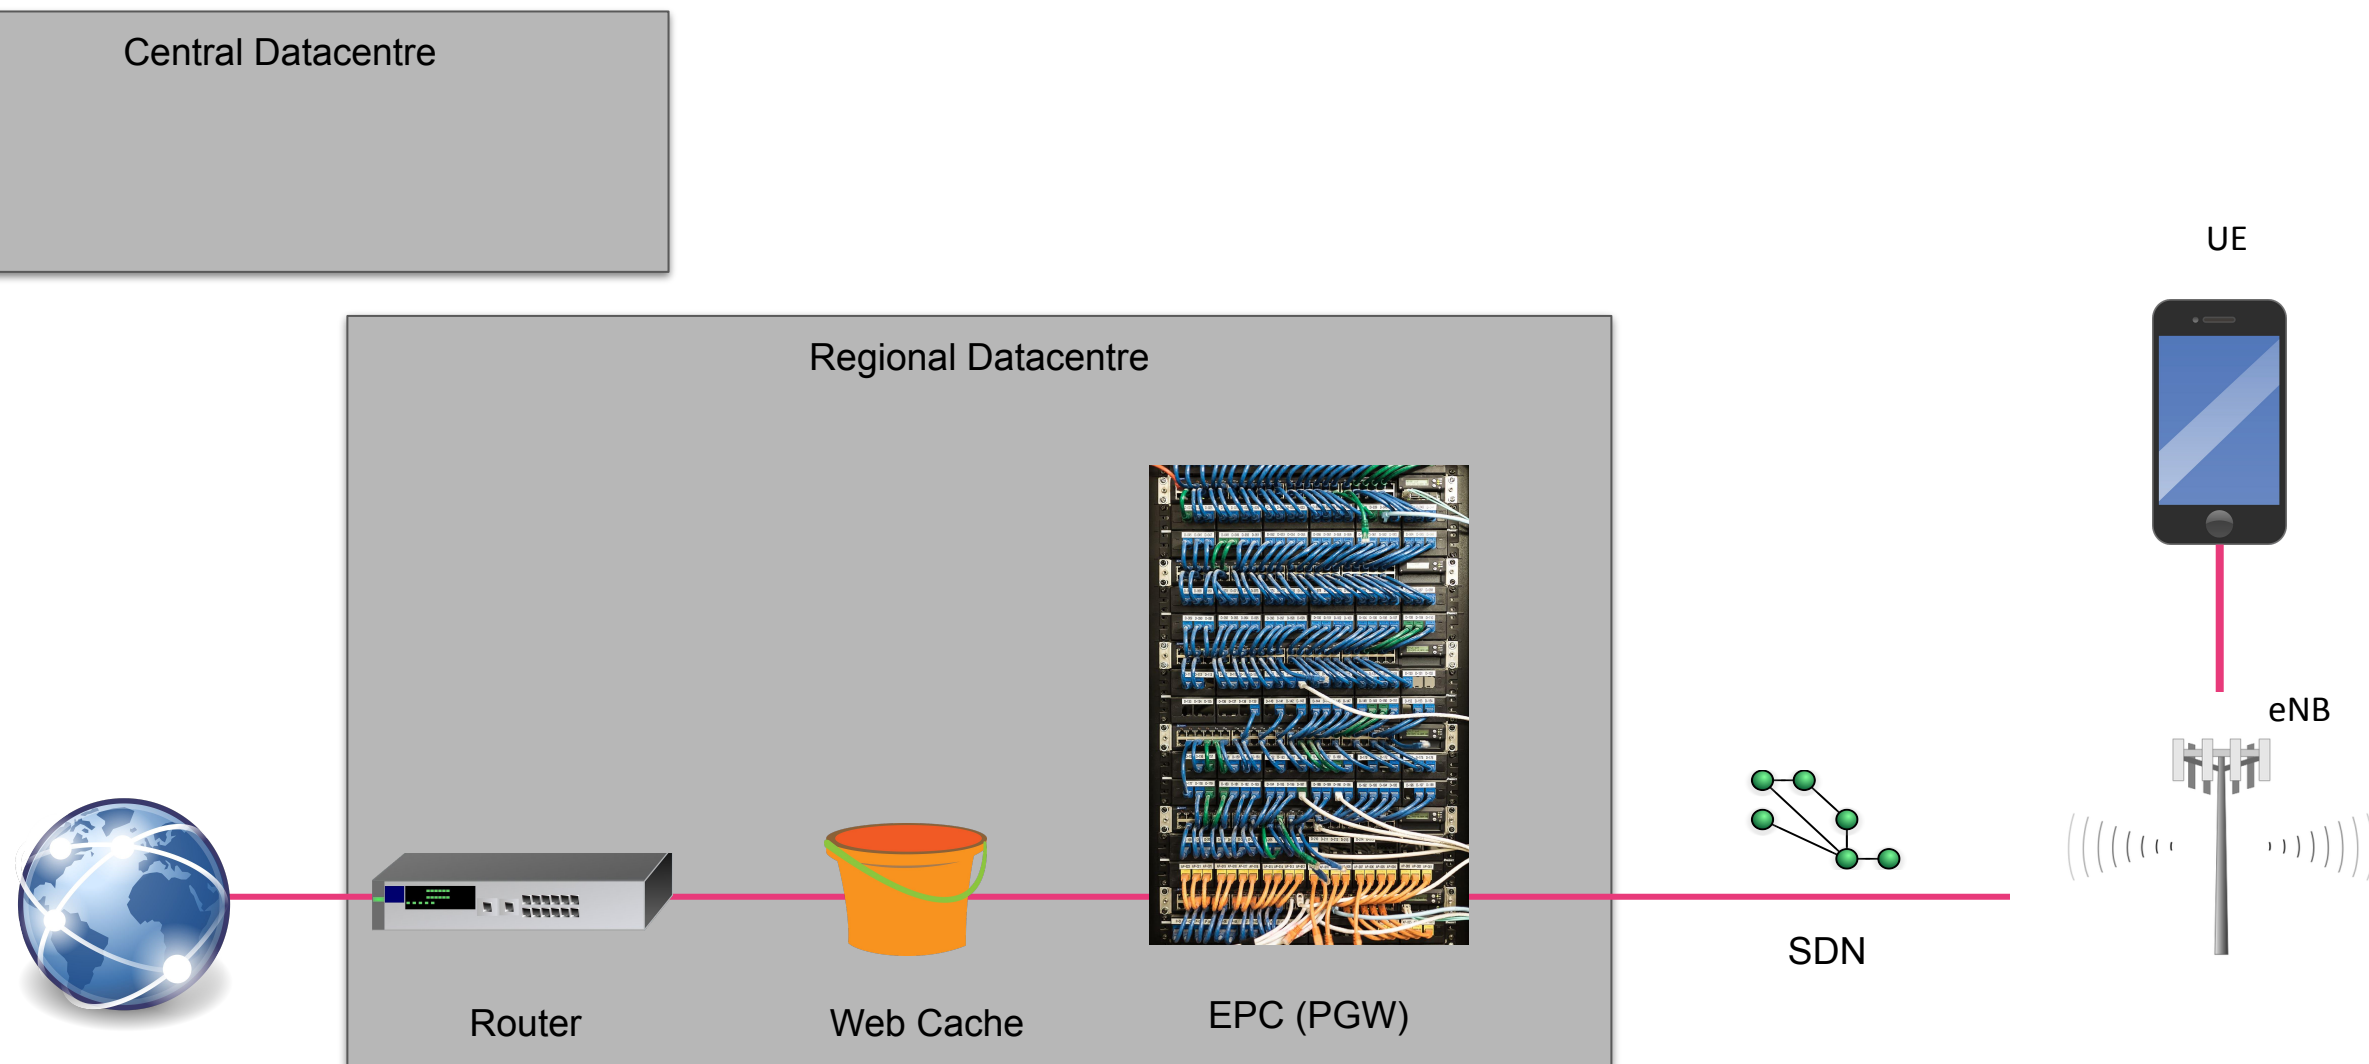 Central Datacentre
Regional Datacentre
UE
eNB
SDN
Router
Web Cache
EPC (PGW)